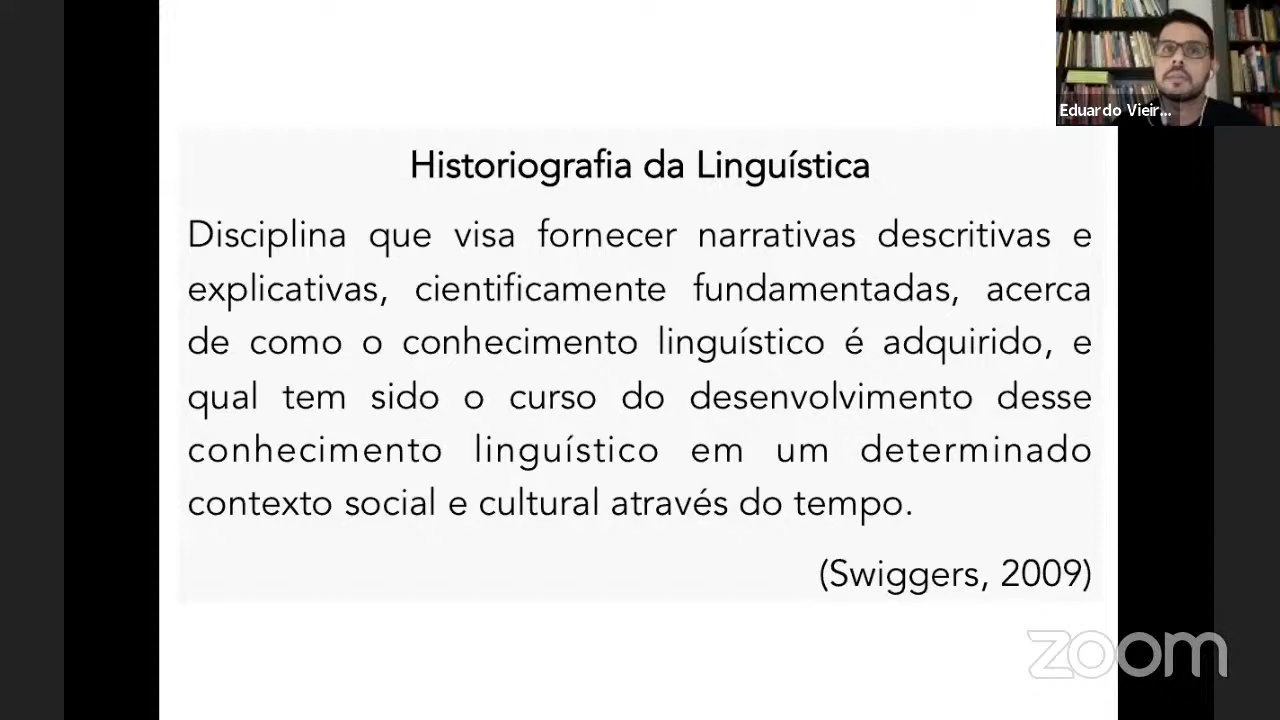 Eduardo Vieir...
Historiografia da Linguística
Disciplina que visa fornecer narrativas descritivas e
explicativas, cientificamente fundamentadas, acerca
de como o conhecimento linguístico é adquirido, e
qual tem sido o curso do desenvolvimento desse
conhecimento linguístico em um determinado
contexto social e cultural através do tempo.
(Swiggers, 2009)
zoom